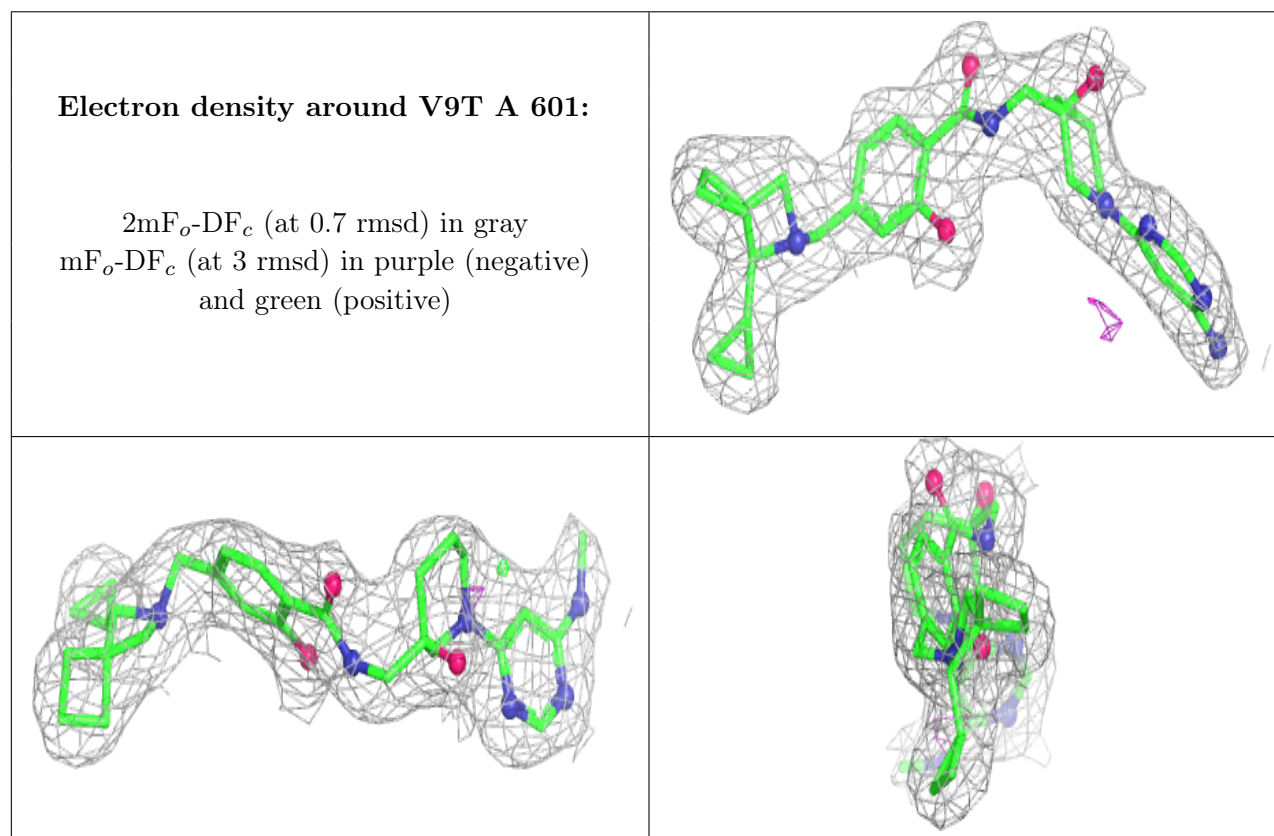 Electron density around V9T A 601:
2mFo-DFc (at 0.7 rmsd) in gray
mFo-DFc (at 3 rmsd) in purple (negative)
and green (positive)